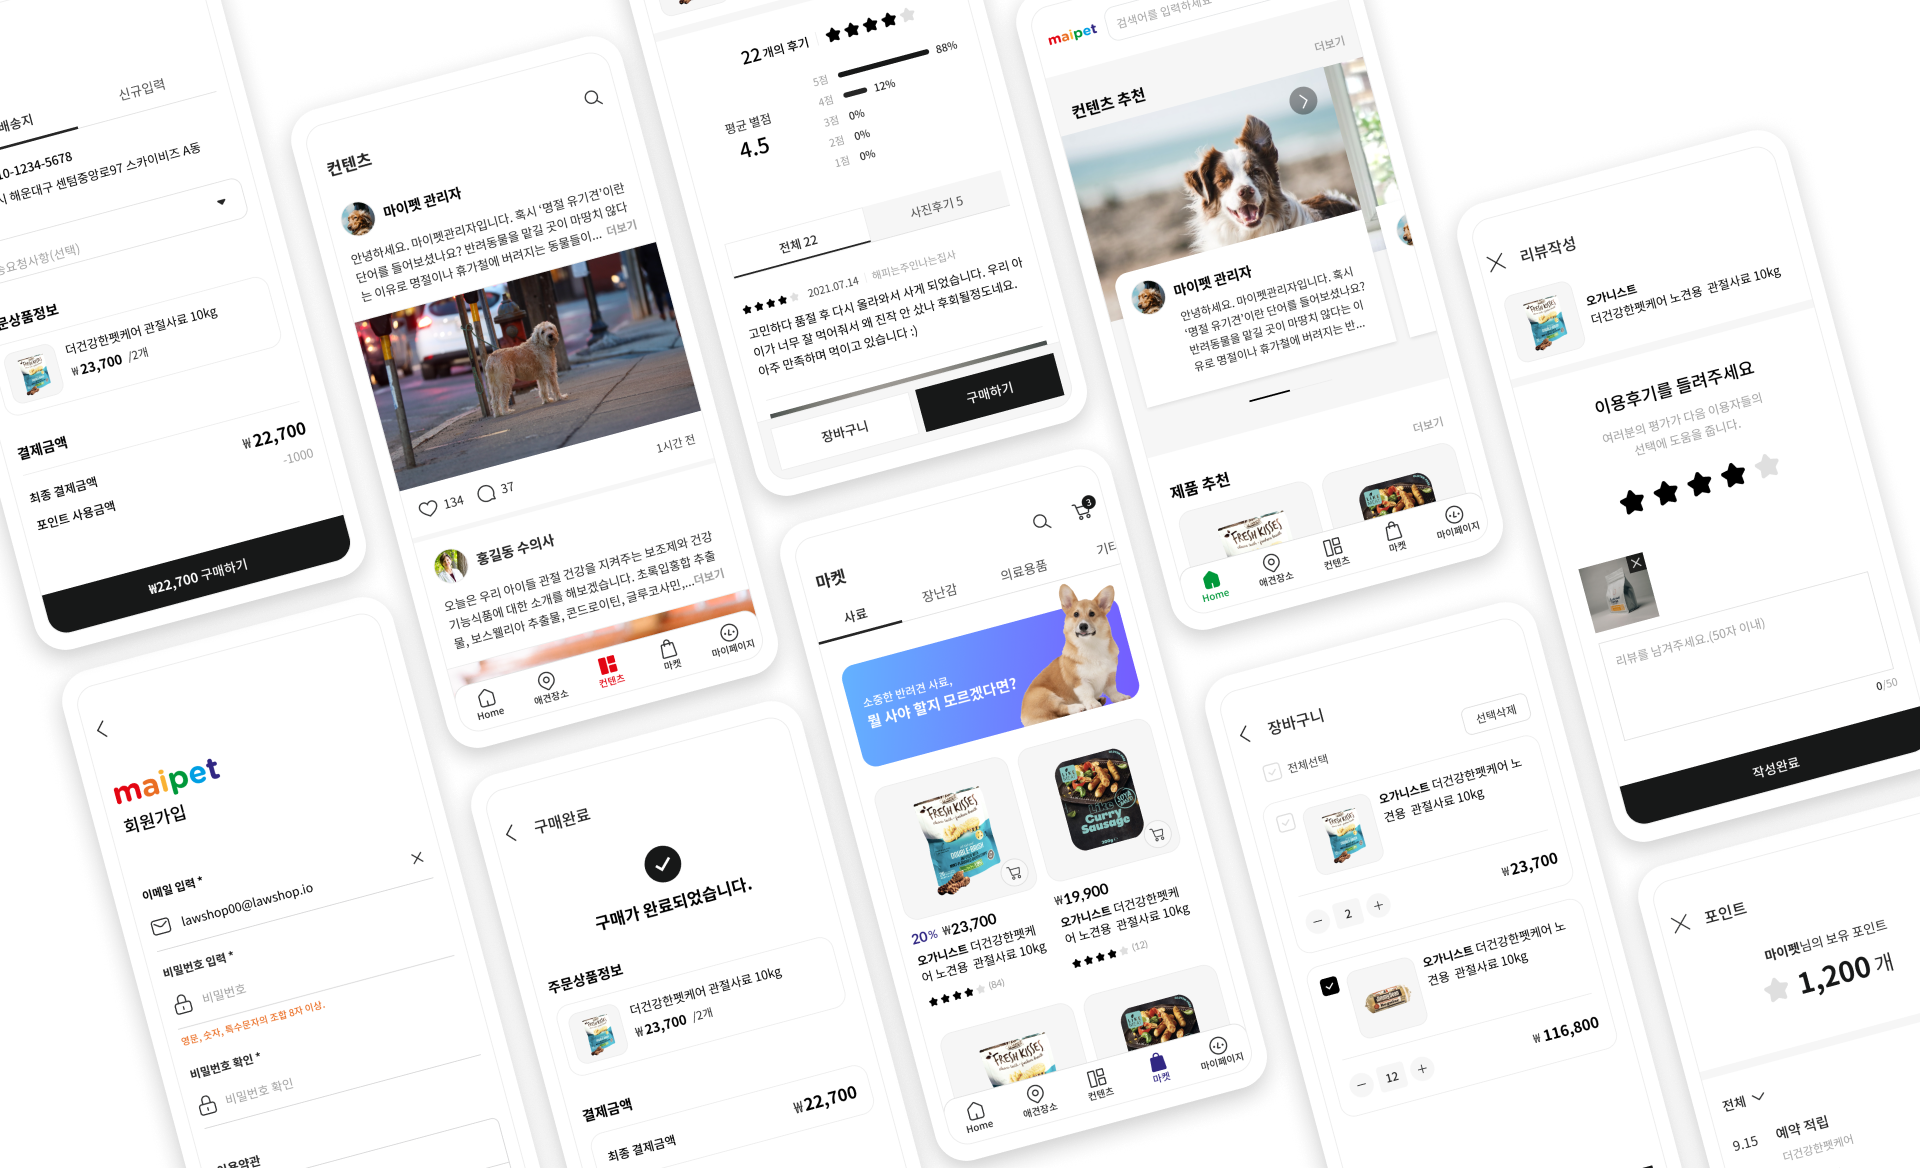 배송지
신규입력
10-1234-5678
시 해운대구 센텀중앙로97 스카이비즈 A동
송요청사항(선택)
문상품정보
더건강한펫케어 관절사료 10kg
₩23,700 /2개
결제금액
₩22,700
-1000
최종 결제금액
포인트 사용금액
₩22,700 구매하기
컨텐츠
마이펫 관리자
안녕하세요. 마이펫관리자입니다. 혹시 ‘명절 유기견’이란
단어를 들어보셨나요? 반려동물을 맡길 곳이 마땅치 않다
는 이유로 명절이나 휴가철에 버려지는 동물들이... 더보기
1시간 전
134
37
홍길동 수의사
오늘은 우리 아이들 관절 건강을 지켜주는 보조제와 건강
기능식품에 대한 소개를 해보겠습니다. 초록입홍합 추출
물, 보스웰리아 추출물, 콘드로이틴, 글루코사민,...더보기
Home
애견장소
컨텐츠
마켓
마이페이지
22개의 후기
평균 별점
4.5
5점 88%
4점 12%
3점 0%
2점 0%
1점 0%
전체 22
사진후기 5
2021.07.14 해피는주인나는집사
고민하다 품절 후 다시 올라와서 사게 되었습니다. 우리 아
이가 너무 잘 먹어줘서 왜 진작 안 샀나 후회될정도네요.
아주 만족하며 먹이고 있습니다 :)
장바구니
구매하기
maipet
검색어를 입력하세요
더보기
컨텐츠 추천
마이펫 관리자
안녕하세요. 마이펫관리자입니다. 혹시
‘명절 유기견’이란 단어를 들어보셨나요?
반려동물을 맡길 곳이 마땅치 않다는 이
유로 명절이나 휴가철에 버려지는 반...
더보기
제품 추천
FRESH KISSES
Home
애견장소
컨텐츠
마켓
마이페이지
리뷰작성
오가니스트
더건강한펫케어 노견용 관절사료 10kg
이용후기를 들려주세요
여러분의 평가가 다음 이용자들의
선택에 도움을 줍니다.
리뷰를 남겨주세요.(50자 이내)
0/50
작성완료
maipet
회원가입
이메일 입력 *
lawshop00@lawshop.io
비밀번호 입력 *
비밀번호
영문, 숫자, 특수문자의 조합 8자 이상.
비밀번호 확인 *
비밀번호 확인
이용약관
구매완료
구매가 완료되었습니다.
주문상품정보
더건강한펫케어 관절사료 10kg
₩23,700 /2개
결제금액
₩22,700
최종 결제금액
3
마켓
사료
장난감
의료용품
기타
소중한 반려견 사료,
뭘 사야 할지 모르겠다면?
FRESH KISSES
DOUBLE-BRUSH
Like
Curry
Sausage
20% ₩23,700
오가니스트 더건강한펫케
어 노견용 관절사료 10kg
(84)
₩19,900
오가니스트 더건강한펫케
어 노견용 관절사료 10kg
(12)
FRESH KISSES
Home
애견장소
컨텐츠
마켓
마이페이지
장바구니
선택삭제
전체선택
오가니스트 더건강한펫케어 노
견용 관절사료 10kg
₩23,700
2
오가니스트 더건강한펫케어 노
견용 관절사료 10kg
₩116,800
12
포인트
마이펫님의 보유 포인트
1,200 개
전체
9.15
예약 적립
더건강한펫케어